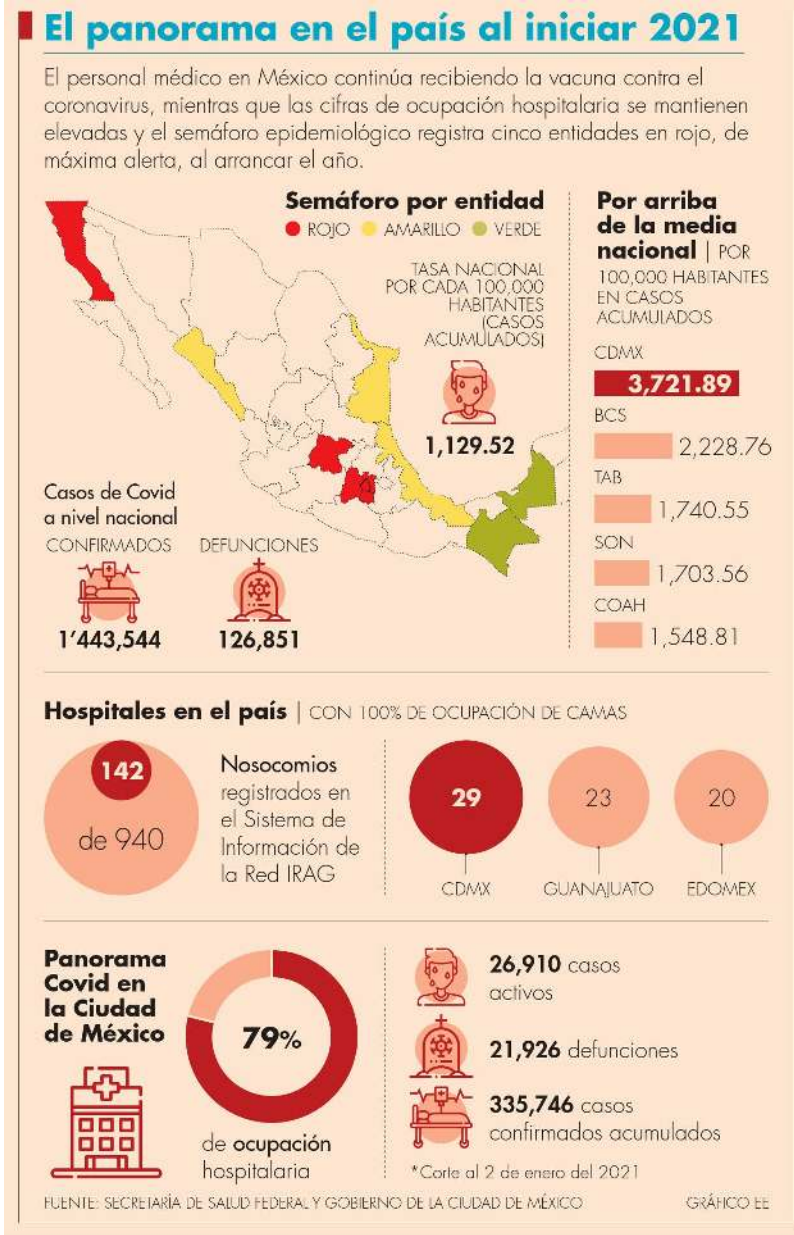 El panorama en el país al iniciar 2021
El personal médico en México continúa recibiendo la vacuna contra el
coronavirus, mientras que las cifras de ocupación hospitalaria se mantienen
elevadas y el semáforo epidemiológico registra cinco entidades en rojo, de
máxima alerta, al arrancar el año.
Semáforo por entidad
ROJO AMARILLO VERDE
TASA NACIONAL
POR CADA 100,000
HABITANTES
(CASOS
ACUMULADOS)
1,129.52
Casos de Covid
a nivel nacional
CONFIRMADOS
1’443,544
DEFUNCIONES
126,851
Por arriba
de la media
nacional | POR
100,000 HABITANTES
EN CASOS
ACUMULADOS
CDMX
3,721.89
BCS
2,228.76
TAB
1,740.55
SON
1,703.56
COAH
1,548.81
Hospitales en el país | CON 100% DE OCUPACIÓN DE CAMAS
142
de 940
Nosocomios
registrados en
el Sistema de
Información de
la Red IRAG
29
CDMX
23
GUANAJUATO
20
EDOMEX
Panorama
Covid en
la Ciudad
de México
79%
de ocupación
hospitalaria
26,910 casos
activos
21,926 defunciones
335,746 casos
confirmados acumulados
*Corte al 2 de enero del 2021
FUENTE: SECRETARÍA DE SALUD FEDERAL Y GOBIERNO DE LA CIUDAD DE MÉXICO
GRÁFICO EE